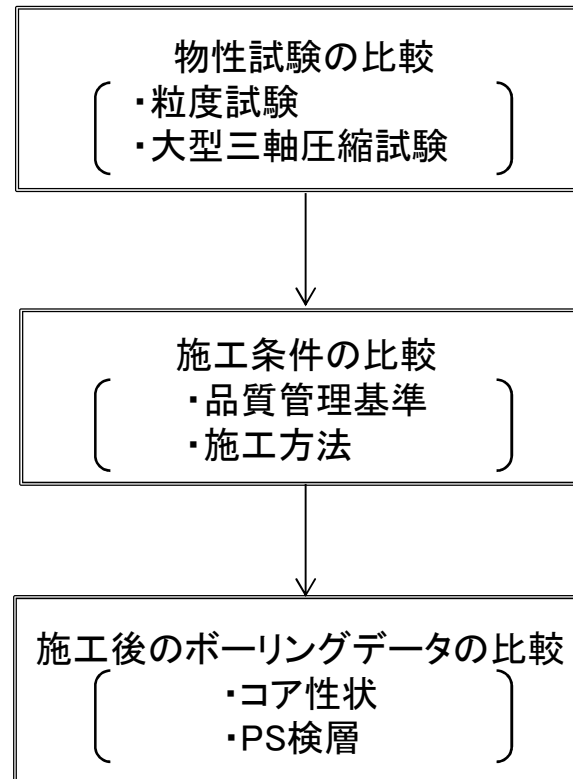 物性試験の比較
・粒度試験
・大型三軸圧縮試験
施工条件の比較
・品質管理基準
・施工方法
施工後のボーリングデータの比較
・コア性状
・PS検層